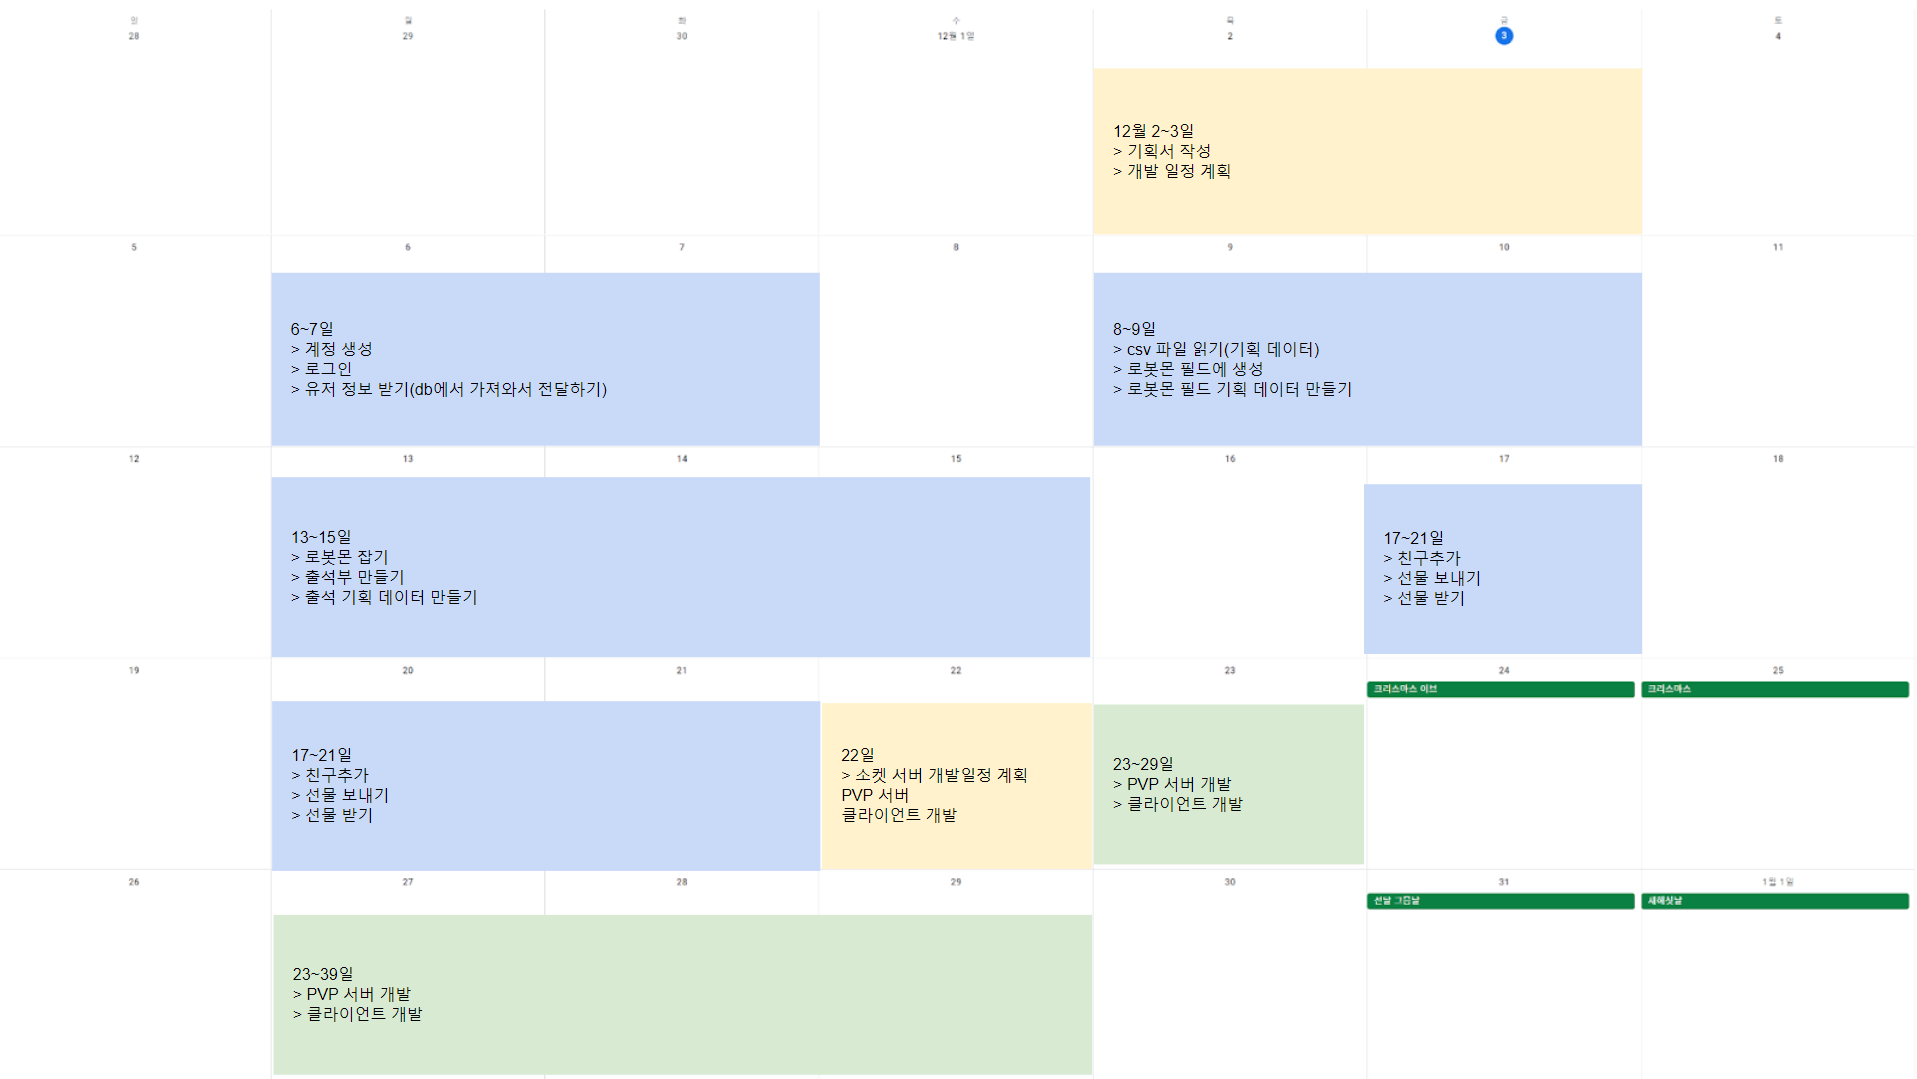 일 월 화 수 목 금 토
28 29 30 12월 1일 2 3 4
12월 2~3일
> 기획서 작성
> 개발 일정 계획
5 6 7 8 9 10 11
6~7일
> 계정 생성
> 로그인
> 유저 정보 받기(db에서 가져와서 전달하기)
8~9일
> csv 파일 읽기(기획 데이터)
> 로봇몬 필드에 생성
> 로봇몬 필드 기획 데이터 만들기
12 13 14 15 16 17 18
13~15일
> 로봇몬 잡기
> 출석부 만들기
> 출석 기획 데이터 만들기
17~21일
> 친구추가
> 선물 보내기
> 선물 받기
19 20 21 22 23 24 25
크리스마스 이브 크리스마스
17~21일
> 친구추가
> 선물 보내기
> 선물 받기
22일
> 소켓 서버 개발일정 계획
PVP 서버
클라이언트 개발
23~29일
> PVP 서버 개발
> 클라이언트 개발
26 27 28 29 30 31 1월 1일
섣달 그믐날 새해첫날
23~39일
> PVP 서버 개발
> 클라이언트 개발